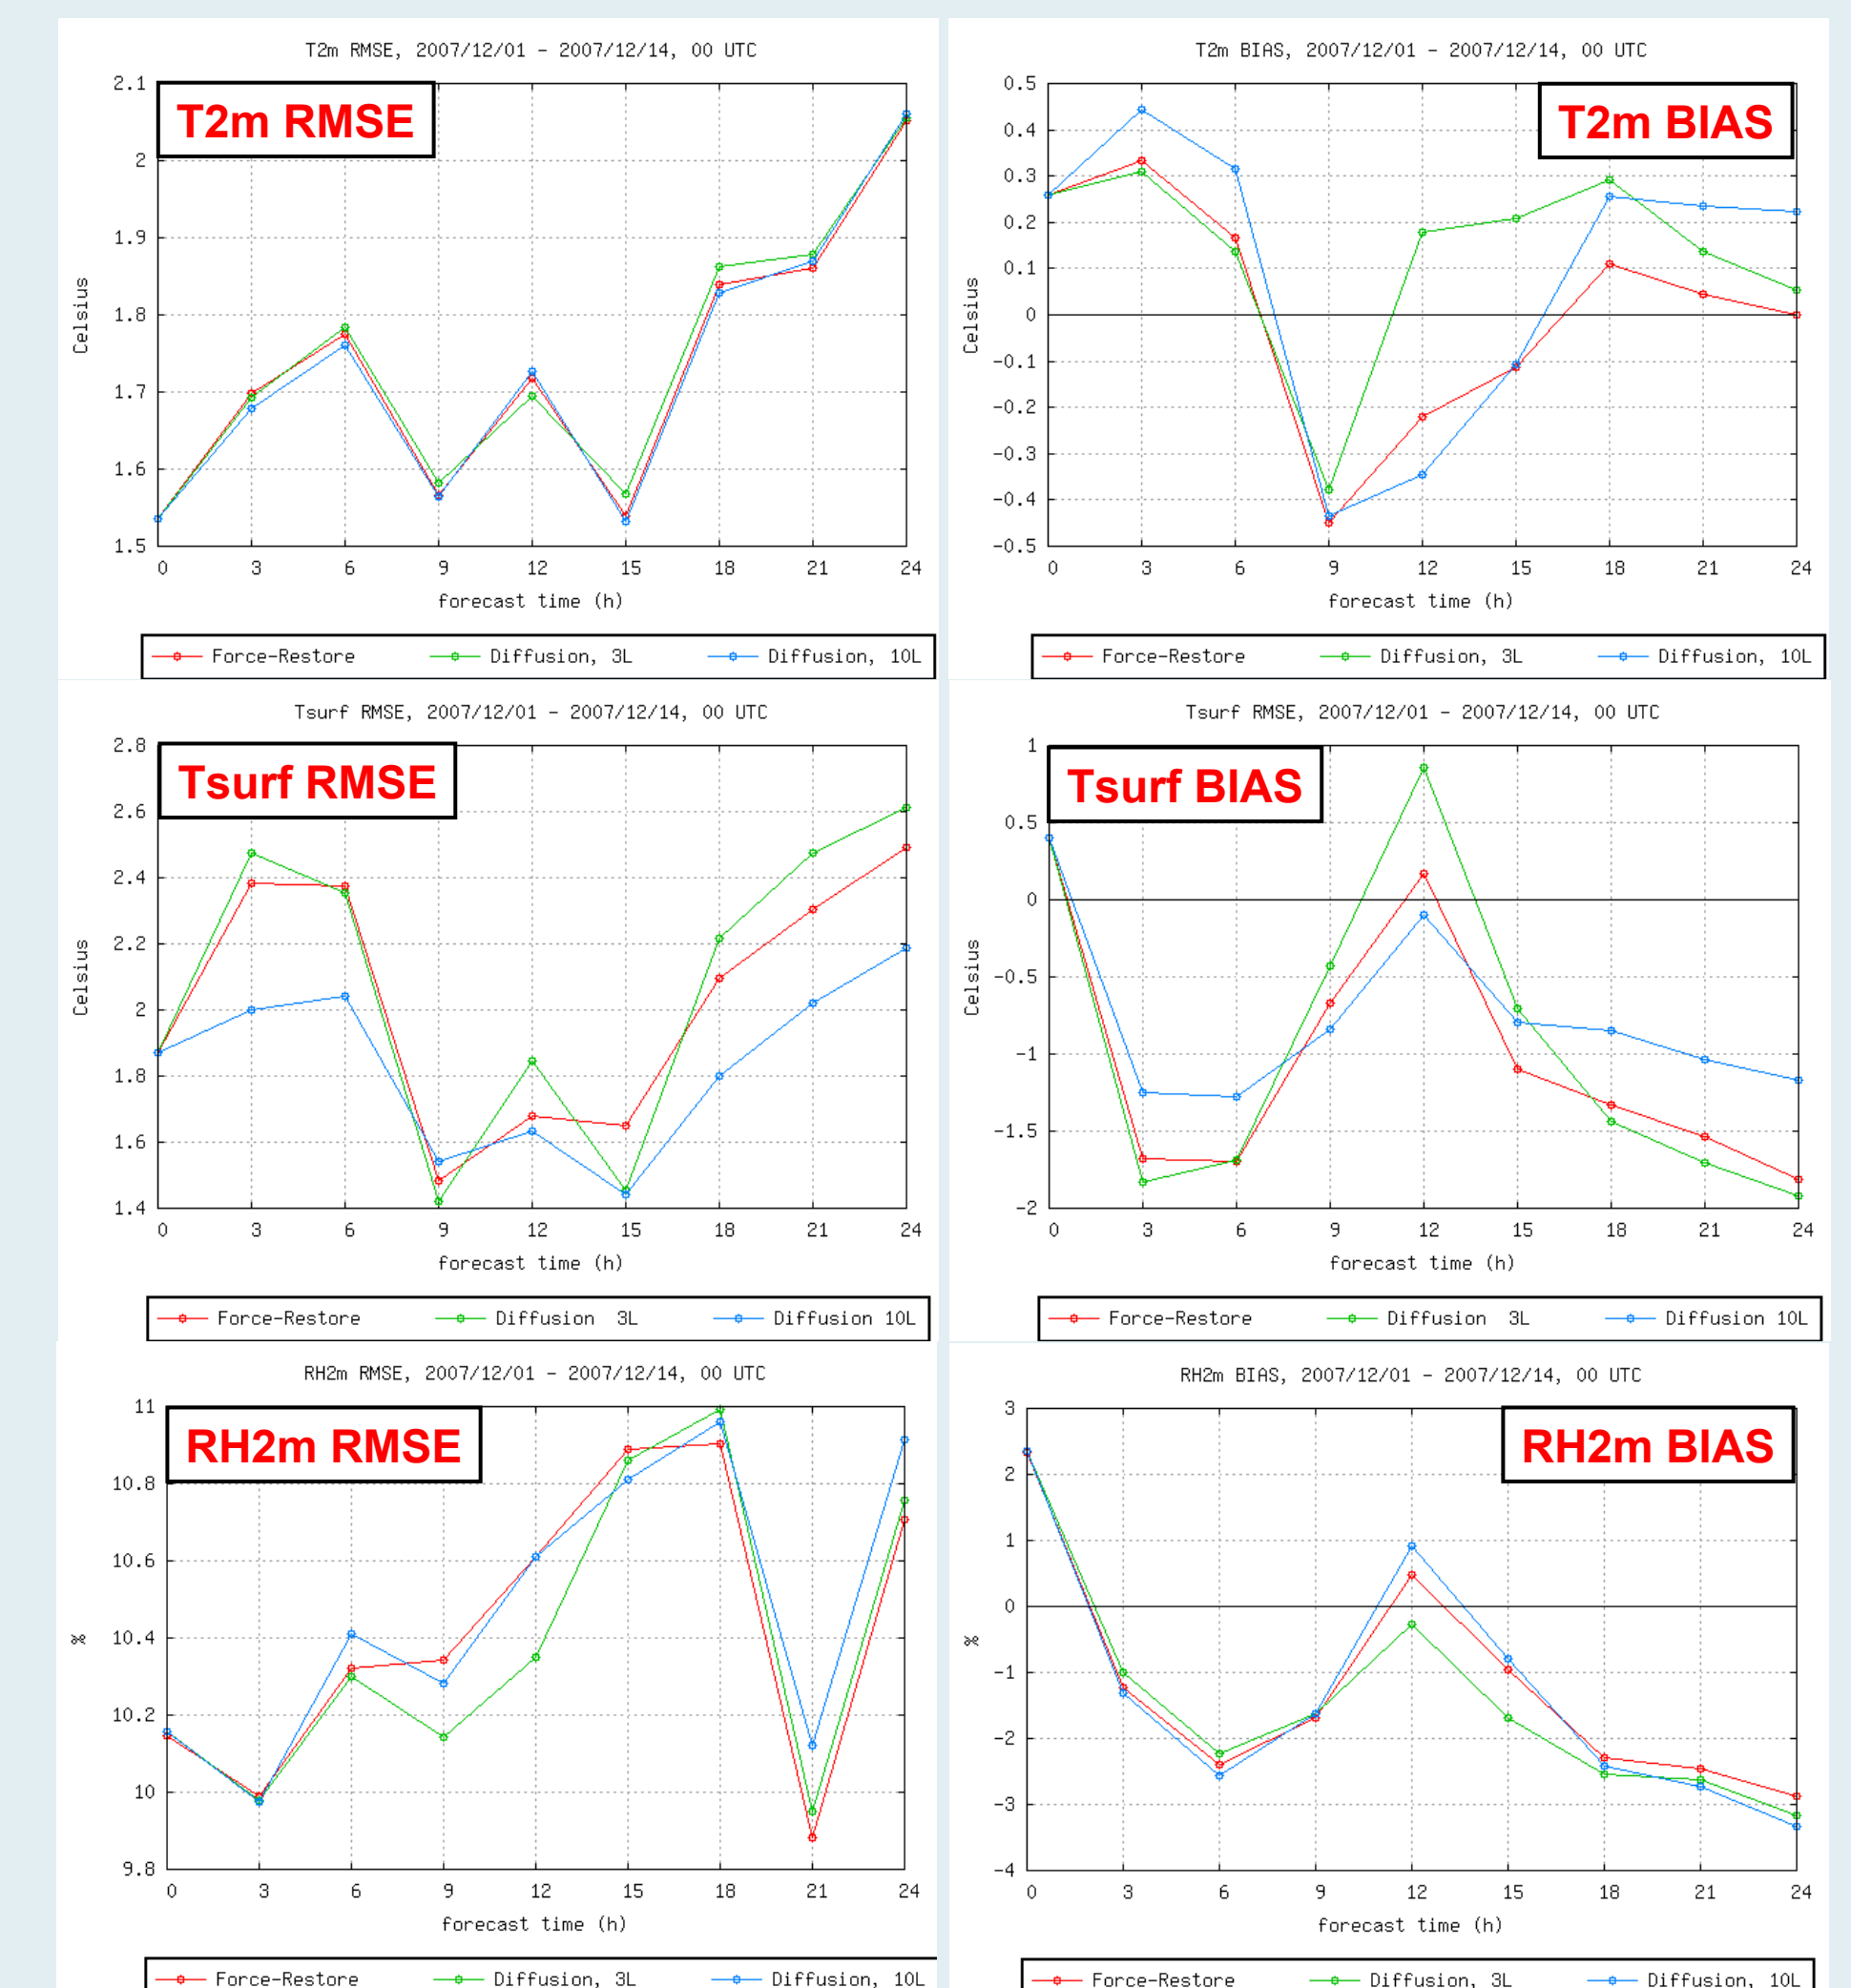 T2m RMSE, 2007/12/01 - 2007/12/14, 00 UTC
T2m RMSE
2.1
2
1.9
1.8
1.7
1.6
1.5
Celsius
0 3 6 9 12 15 18 21 24
forecast time (h)
Force-Restore Diffusion, 3L Diffusion, 10L
T2m BIAS, 2007/12/01 - 2007/12/14, 00 UTC
T2m BIAS
0.5
0.4
0.3
0.2
0.1
0
-0.1
-0.2
-0.3
-0.4
-0.5
Celsius
0 3 6 9 12 15 18 21 24
forecast time (h)
Force-Restore Diffusion, 3L Diffusion, 10L
Tsurf RMSE, 2007/12/01 - 2007/12/14, 00 UTC
Tsurf RMSE
2.8
2.6
2.4
2.2
2
1.8
1.6
1.4
Celsius
0 3 6 9 12 15 18 21 24
forecast time (h)
Force-Restore Diffusion 3L Diffusion 10L
Tsurf RMSE, 2007/12/01 - 2007/12/14, 00 UTC
Tsurf BIAS
1
0.5
0
-0.5
-1
-1.5
-2
Celsius
0 3 6 9 12 15 18 21 24
forecast time (h)
Force-Restore Diffusion 3L Diffusion 10L
RH2m RMSE, 2007/12/01 - 2007/12/14, 00 UTC
RH2m RMSE
11
10.8
10.6
10.4
10.2
10
9.8
%
0 3 6 9 12 15 18 21 24
forecast time (h)
Force-Restore Diffusion, 3L Diffusion, 10L
RH2m BIAS, 2007/12/01 - 2007/12/14, 00 UTC
RH2m BIAS
3
2
1
0
-1
-2
-3
-4
%
0 3 6 9 12 15 18 21 24
forecast time (h)
Force-Restore Diffusion, 3L Diffusion, 10L